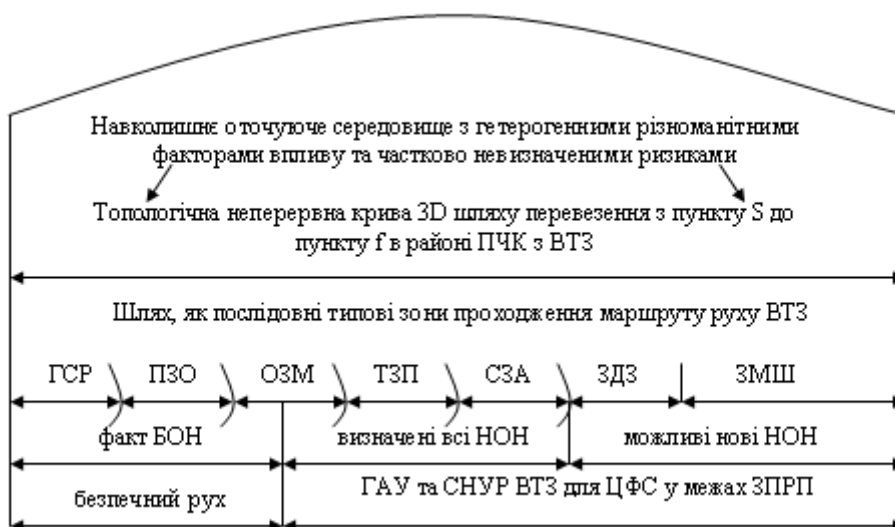 Навколишнє оточуюче середовище з гетерогенними різноманітними
факторами впливу та частково невизначеними ризиками
Топологічна неперервна крива 3D шляху перевезення з пункту S до
пункту f в районі ПЧК з ВТЗ
Шлях, як послідовні типові зони проходження маршруту руху ВТЗ
ГСР ПЗО ОЗМ ТЗП СЗА ЗДЗ ЗМШ
факт БОН визначені всі НОН можливі нові НОН
безпечний рух ГАУ та СНУР ВТЗ для ЦФС у межах ЗПРП